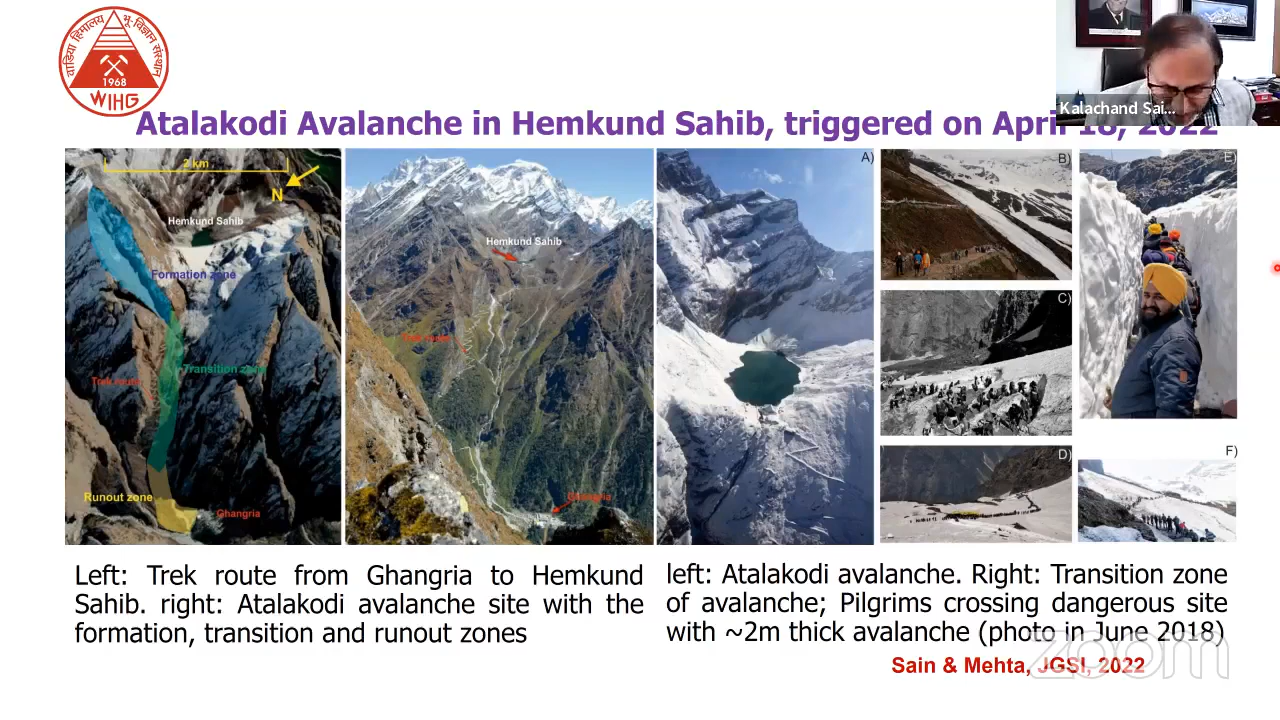 वाडिया हिमालय भू-विज्ञान संस्थान
1968
WIHG
Kalachand Sai...
Atalakodi Avalanche in Hemkund Sahib, triggered on April 18, 2022
2 km
N
Hemkund Sahib
Formation zone
Transition zone
Trek route
Runout zone
Ghangria
Hemkund Sahib
Trek route
Ghangria
A)
B)
C)
D)
E)
F)
Left: Trek route from Ghangria to Hemkund
Sahib. right: Atalakodi avalanche site with the
formation, transition and runout zones
left: Atalakodi avalanche. Right: Transition zone
of avalanche; Pilgrims crossing dangerous site
with ~2m thick avalanche (photo in June 2018)
Sain & Mehta, JGSI, 2022
zoom